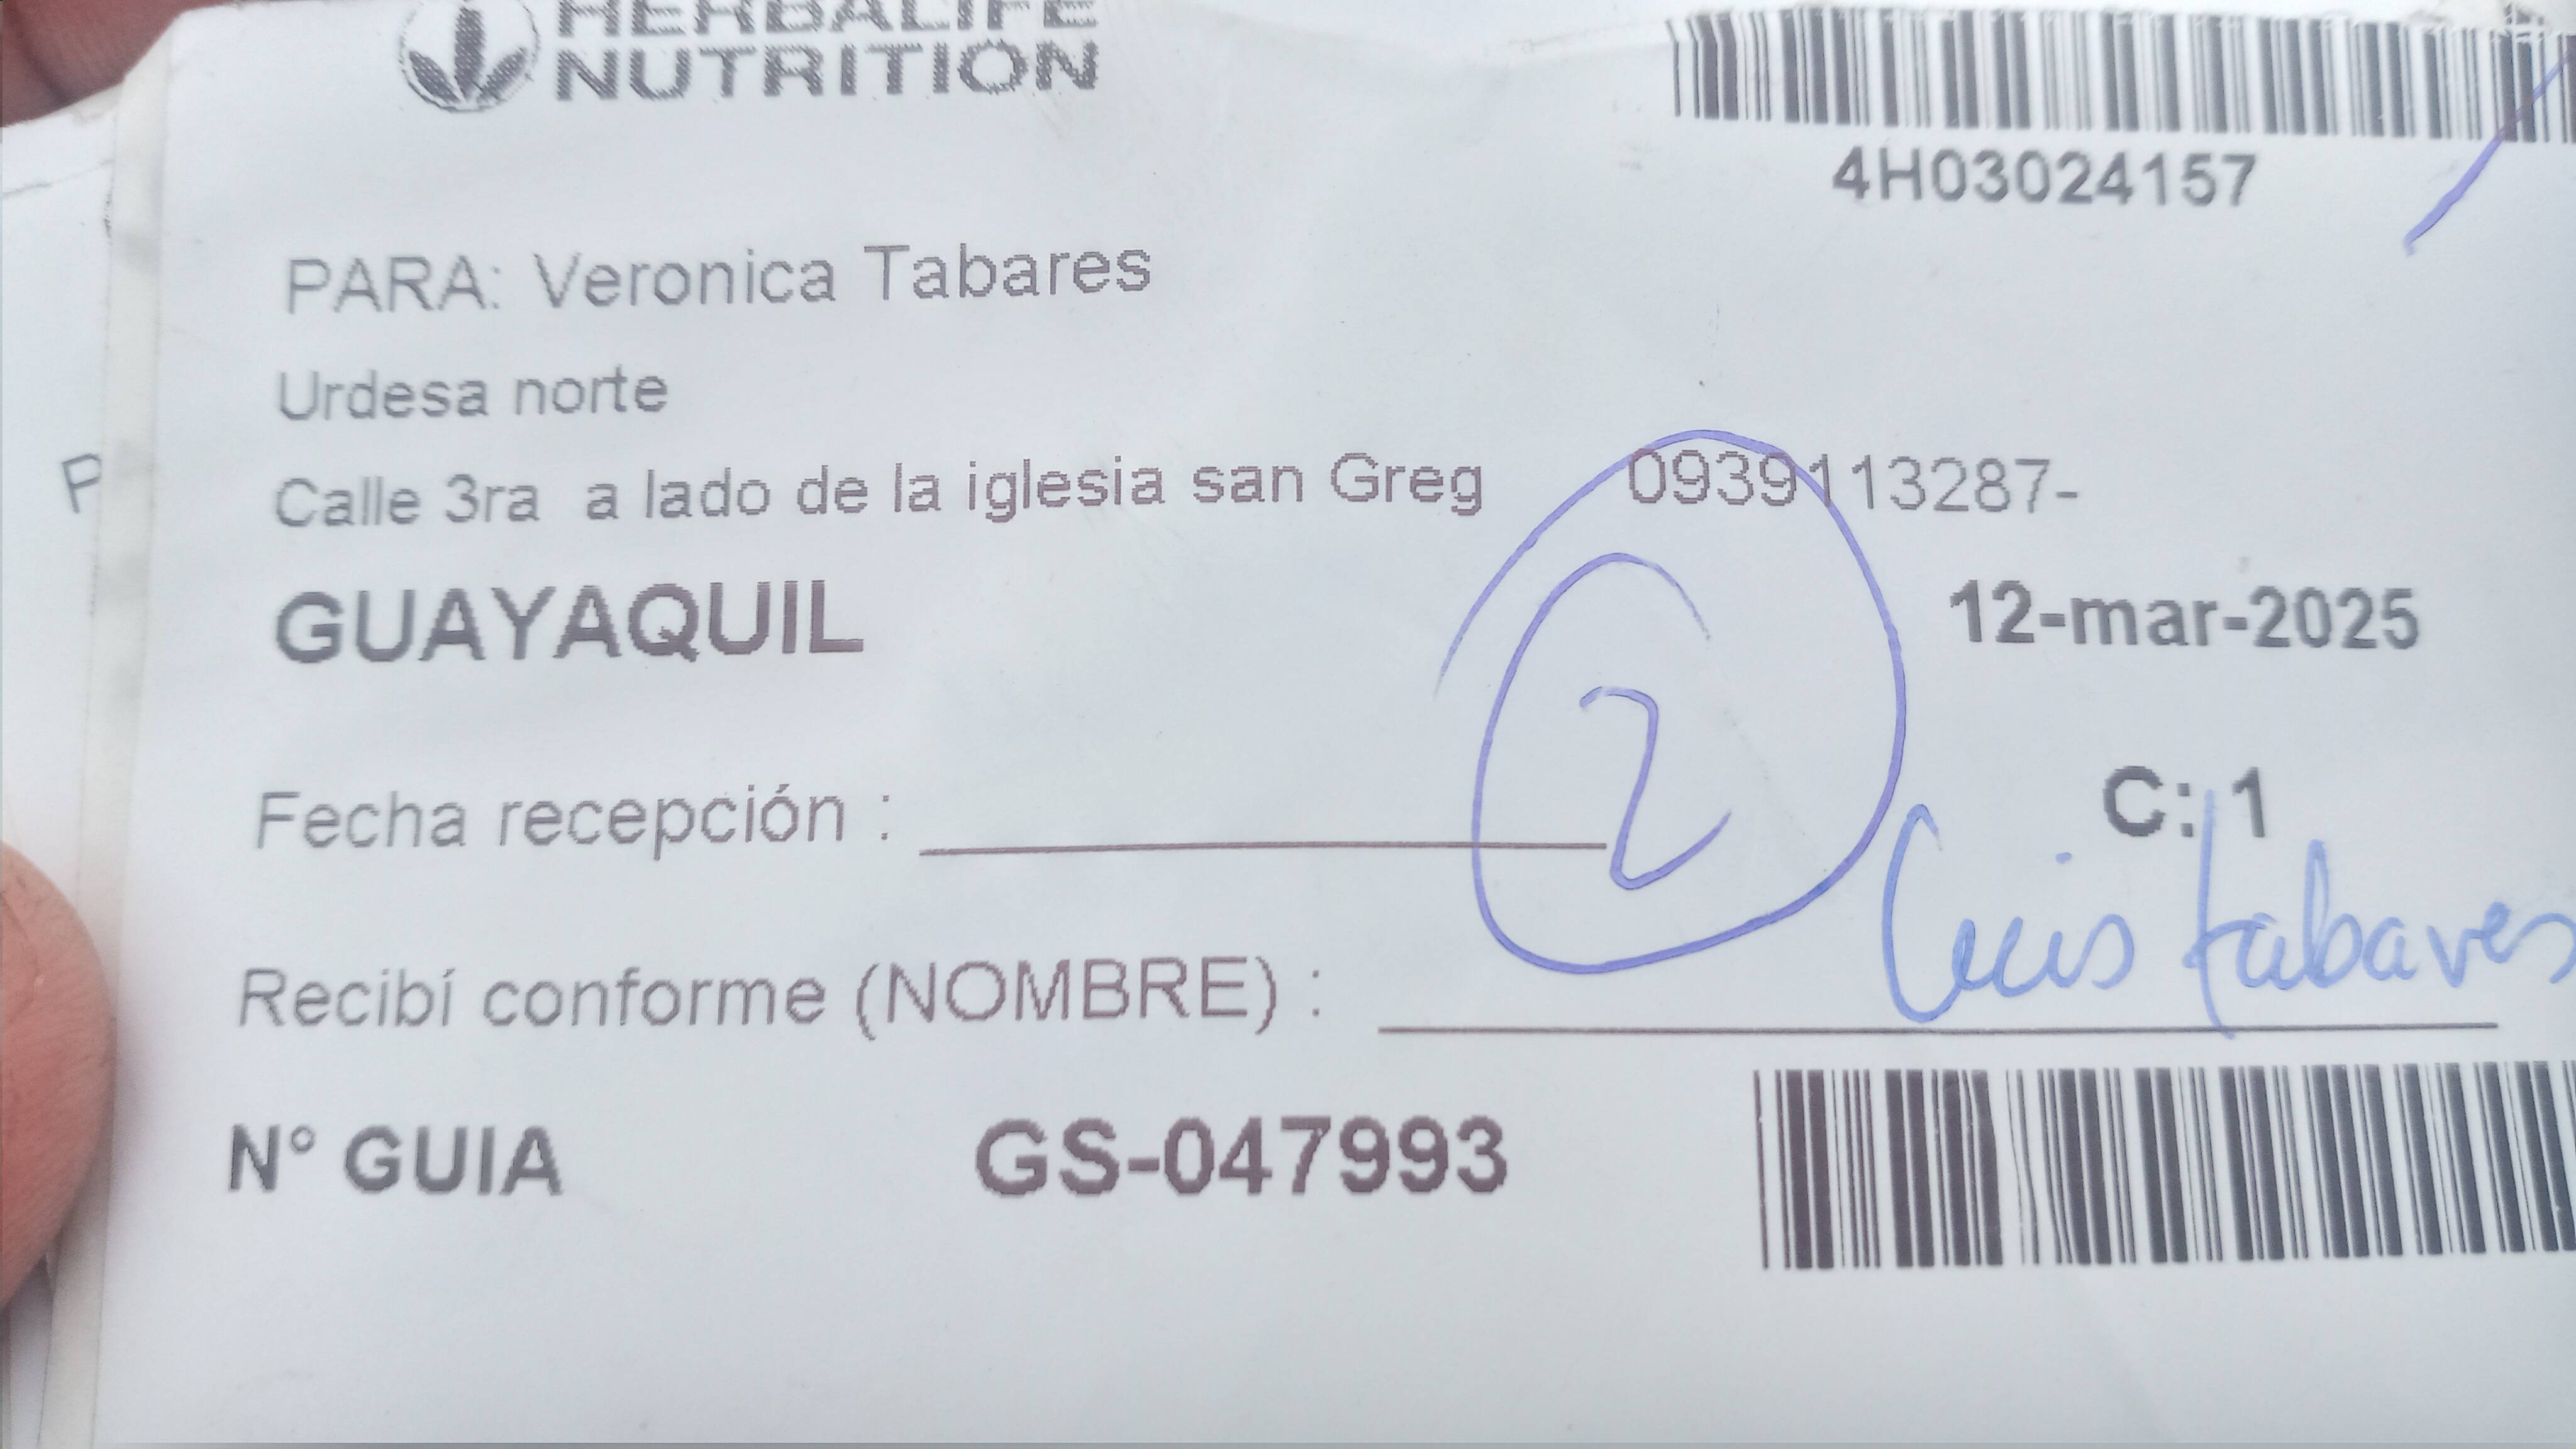 HERBALIFE
NUTRITION
4H03024157
PARA: Veronica Tabares
Urdesa norte
Calle 3ra a lado de la iglesia san Greg 0939113287-
P
GUAYAQUIL 12-mar-2025
2
C: 1
Fecha recepción :
Luis tabares
Recibí conforme (NOMBRE) :
N° GUIA GS-047993